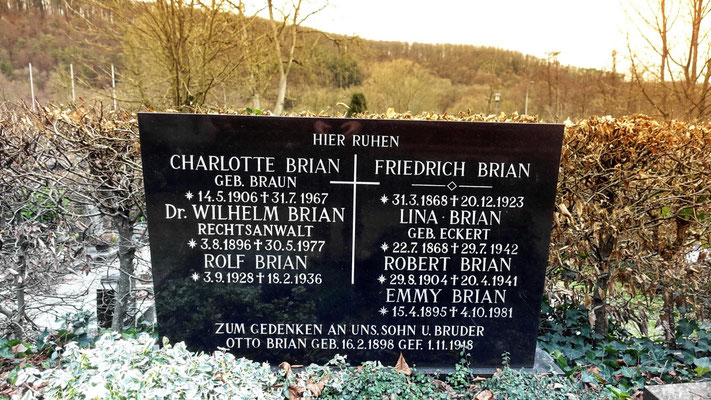 HIER RUHEN
CHARLOTTE BRIAN
GEB. BRAUN
* 14.5.1906 † 31.7.1967
Dr. WILHELM BRIAN
RECHTSANWALT
* 3.8.1896 † 30.5.1977
ROLF BRIAN
* 3.9.1928 † 18.2.1936
FRIEDRICH BRIAN
* 31.3.1868 † 20.12.1923
LINA BRIAN
GEB. ECKERT
* 22.7.1868 † 29.7.1942
ROBERT BRIAN
* 29.8.1904 † 20.4.1941
EMMY BRIAN
* 15.4.1895 † 4.10.1981
ZUM GEDENKEN AN UNS. SOHN U. BRUDER
OTTO BRIAN GEB. 16.2.1898 GEF. 1.11.1918